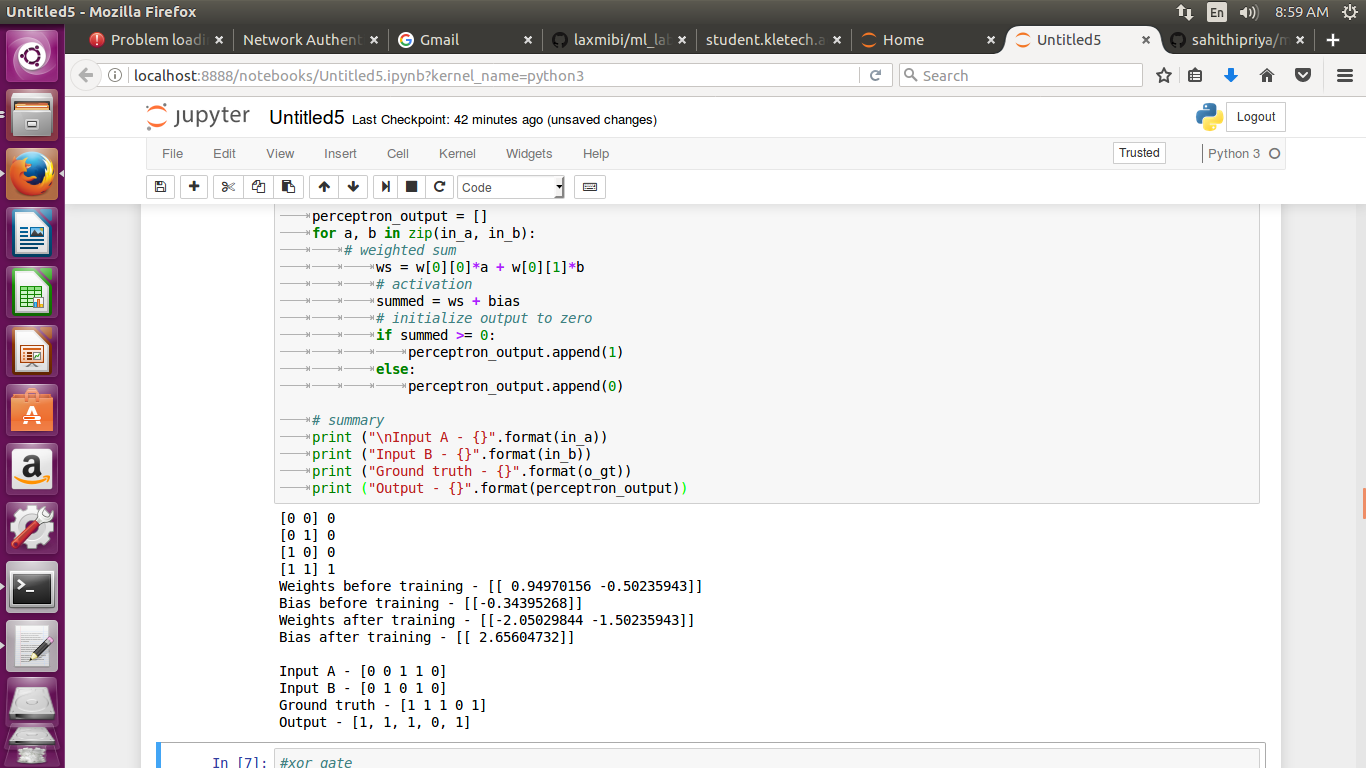 Untitled5 - Mozilla Firefox
En
8:59 AM
Problem loadi
Network Authent
Gmail
laxmibi/ml_lab
student.kletech.a
Home
Untitled5
sahithipriya/m
localhost:8888/notebooks/Untitled5.ipynb?kernel_name=python3
Search
jupyter
Untitled5
Last Checkpoint: 42 minutes ago (unsaved changes)
Logout
File
Edit
View
Insert
Cell
Kernel
Widgets
Help
Trusted
Python 3
Code
perceptron_output = []
for a, b in zip(in_a, in_b):
# weighted sum
ws = w[0][0]*a + w[0][1]*b
# activation
summed = ws + bias
# initialize output to zero
if summed >= 0:
perceptron_output.append(1)
else:
perceptron_output.append(0)
# summary
print ("\nInput A - {}".format(in_a))
print ("Input B - {}".format(in_b))
print ("Ground truth - {}".format(o_gt))
print ("Output - {}".format(perceptron_output))
[0 0] 0
[0 1] 0
[1 0] 0
[1 1] 1
Weights before training - [[ 0.94970156 -0.50235943]]
Bias before training - [[-0.34395268]]
Weights after training - [[-2.05029844 -1.50235943]]
Bias after training - [[ 2.65604732]]
Input A - [0 0 1 1 0]
Input B - [0 1 0 1 0]
Ground truth - [1 1 1 0 1]
Output - [1, 1, 1, 0, 1]
In [7]:
#xor gate